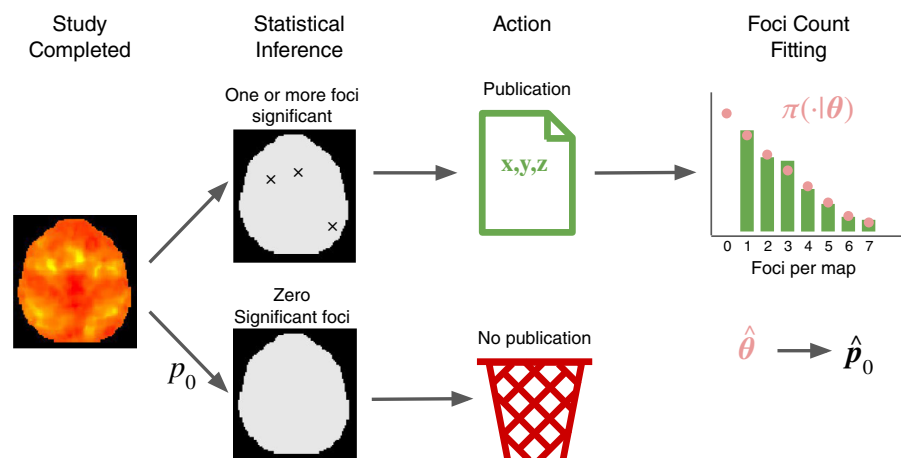 Study
Completed
Statistical
Inference
Action
Foci Count
Fitting
One or more foci
significant
Publication
x,y,z
π(·|θ)
0 1 2 3 4 5 6 7
Foci per map
p₀
Zero
Significant foci
No publication
θ̂
p̂₀